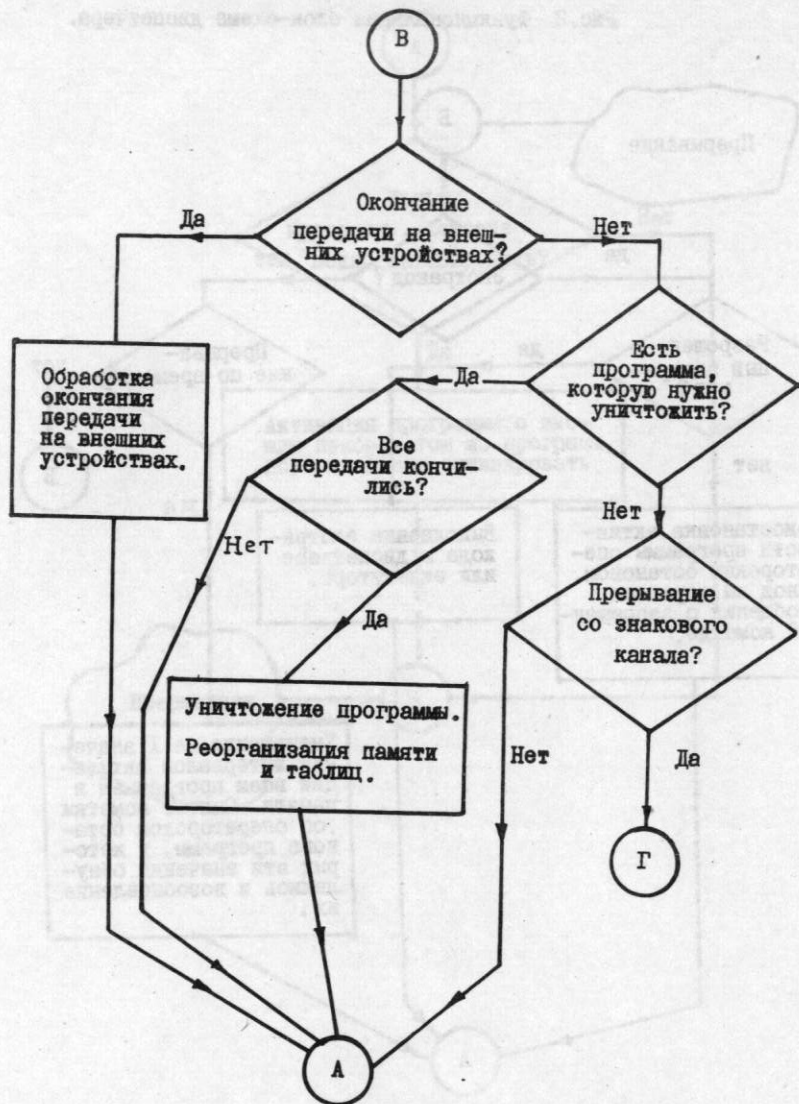 В
Окончание
передачи на внеш-
них устройствах?
Да
Нет
Обработка
окончания
передачи
на внешних
устройствах.
Есть
программа,
которую нужно
уничтожить?
Да
Все
передачи кончи-
лись?
Нет
Нет
Да
Прерывание
со знакового
канала?
Уничтожение программы.
Реорганизация памяти
и таблиц.
Нет
Да
Г
А